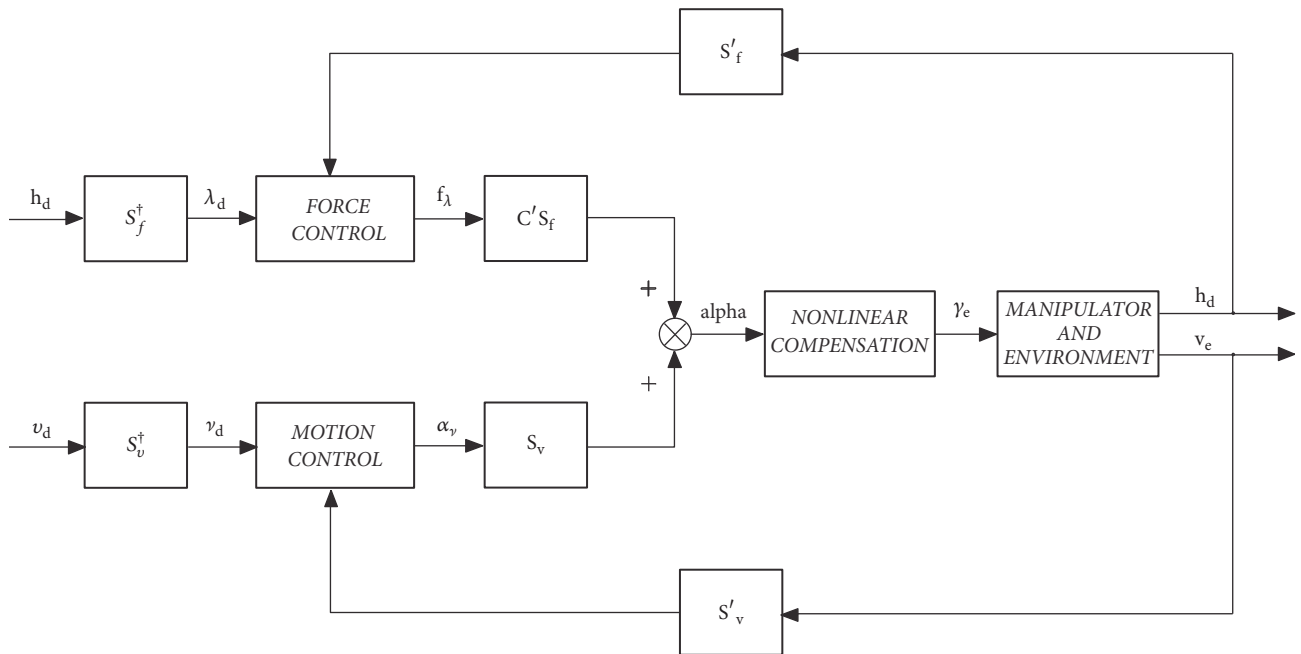 S′f
hd
S†f
λd
FORCE
CONTROL
fλ
C′Sf
+
alpha
NONLINEAR
COMPENSATION
γe
MANIPULATOR
AND
ENVIRONMENT
hd
ve
+
υd
S†υ
νd
MOTION
CONTROL
αν
Sv
S′v